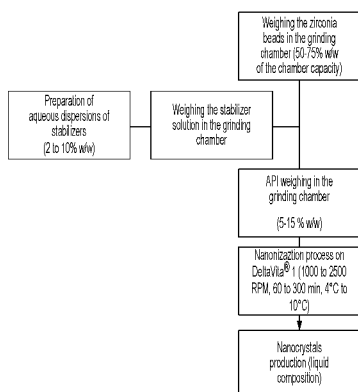 Weighing the zirconia
beads in the grinding
chamber (50-75% w/w
of the chamber capacity)
Preparation of
aqueous dispersions of
stabilizers
(2 to 10% w/w)
Weighing the stabilizer
solution in the grinding
chamber
API weighing in the
grinding chamber
(5-15 % w/w)
Nanoniztion process on
DeltaVita® 1 (1000 to 2500
RPM, 60 to 300 min, 4°C to
10°C)
Nanocrystals
production (liquid
composition)